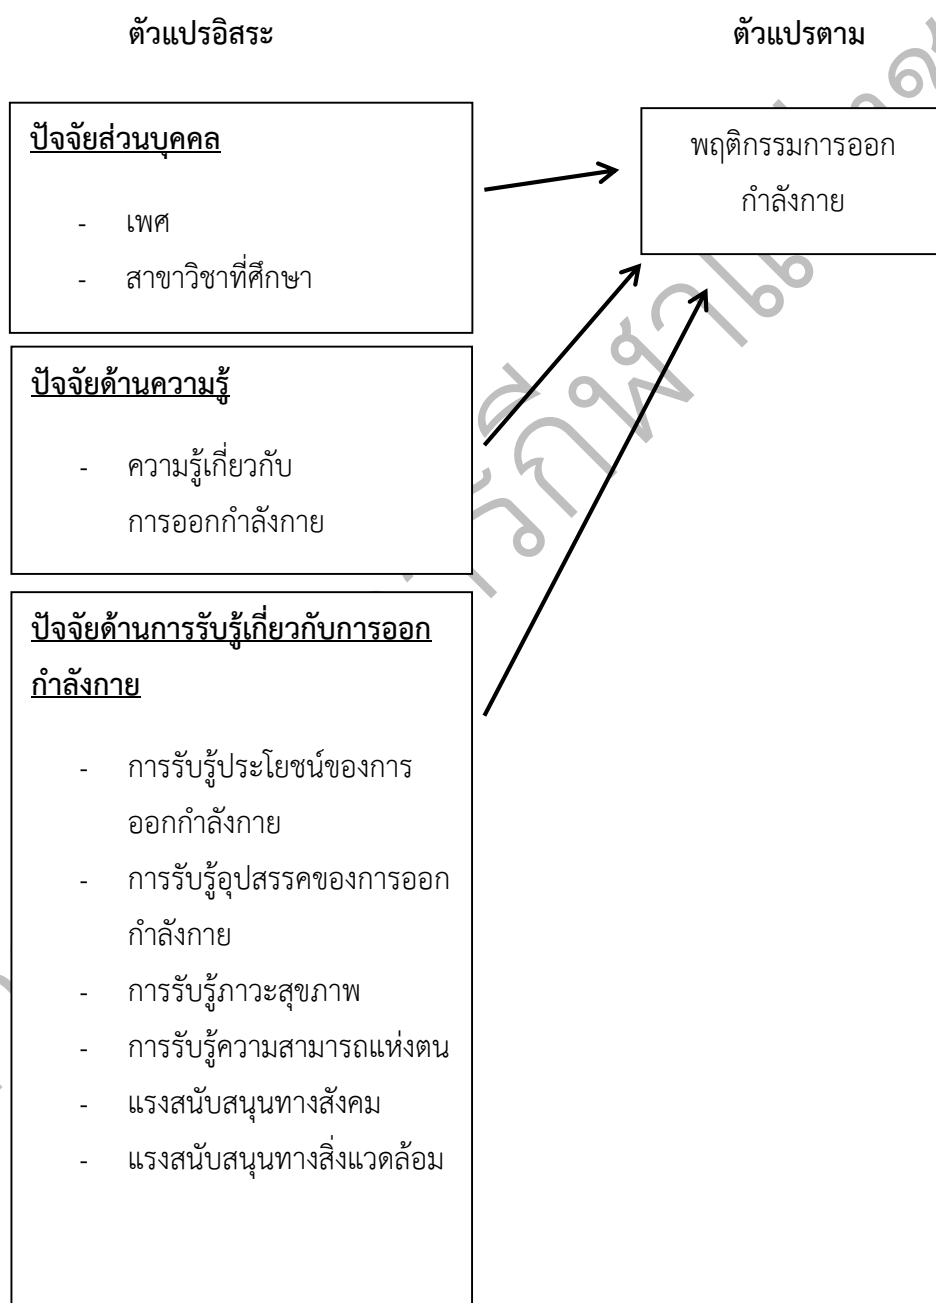 ตัวแปรอิสระ
ตัวแปรตาม
ปัจจัยส่วนบุคคล
- เพศ
- สาขาวิชาที่ศึกษา
พฤติกรรมการออก
กำลังกาย
ปัจจัยด้านความรู้
- ความรู้เกี่ยวกับ
การออกกำลังกาย
ปัจจัยด้านการรับรู้เกี่ยวกับการออก
กำลังกาย
- การรับรู้ประโยชน์ของการ
ออกกำลังกาย
- การรับรู้อุปสรรคของการออก
กำลังกาย
- การรับรู้ภาวะสุขภาพ
- การรับรู้ความสามารถแห่งตน
- แรงสนับสนุนทางสังคม
- แรงสนับสนุนทางสิ่งแวดล้อม